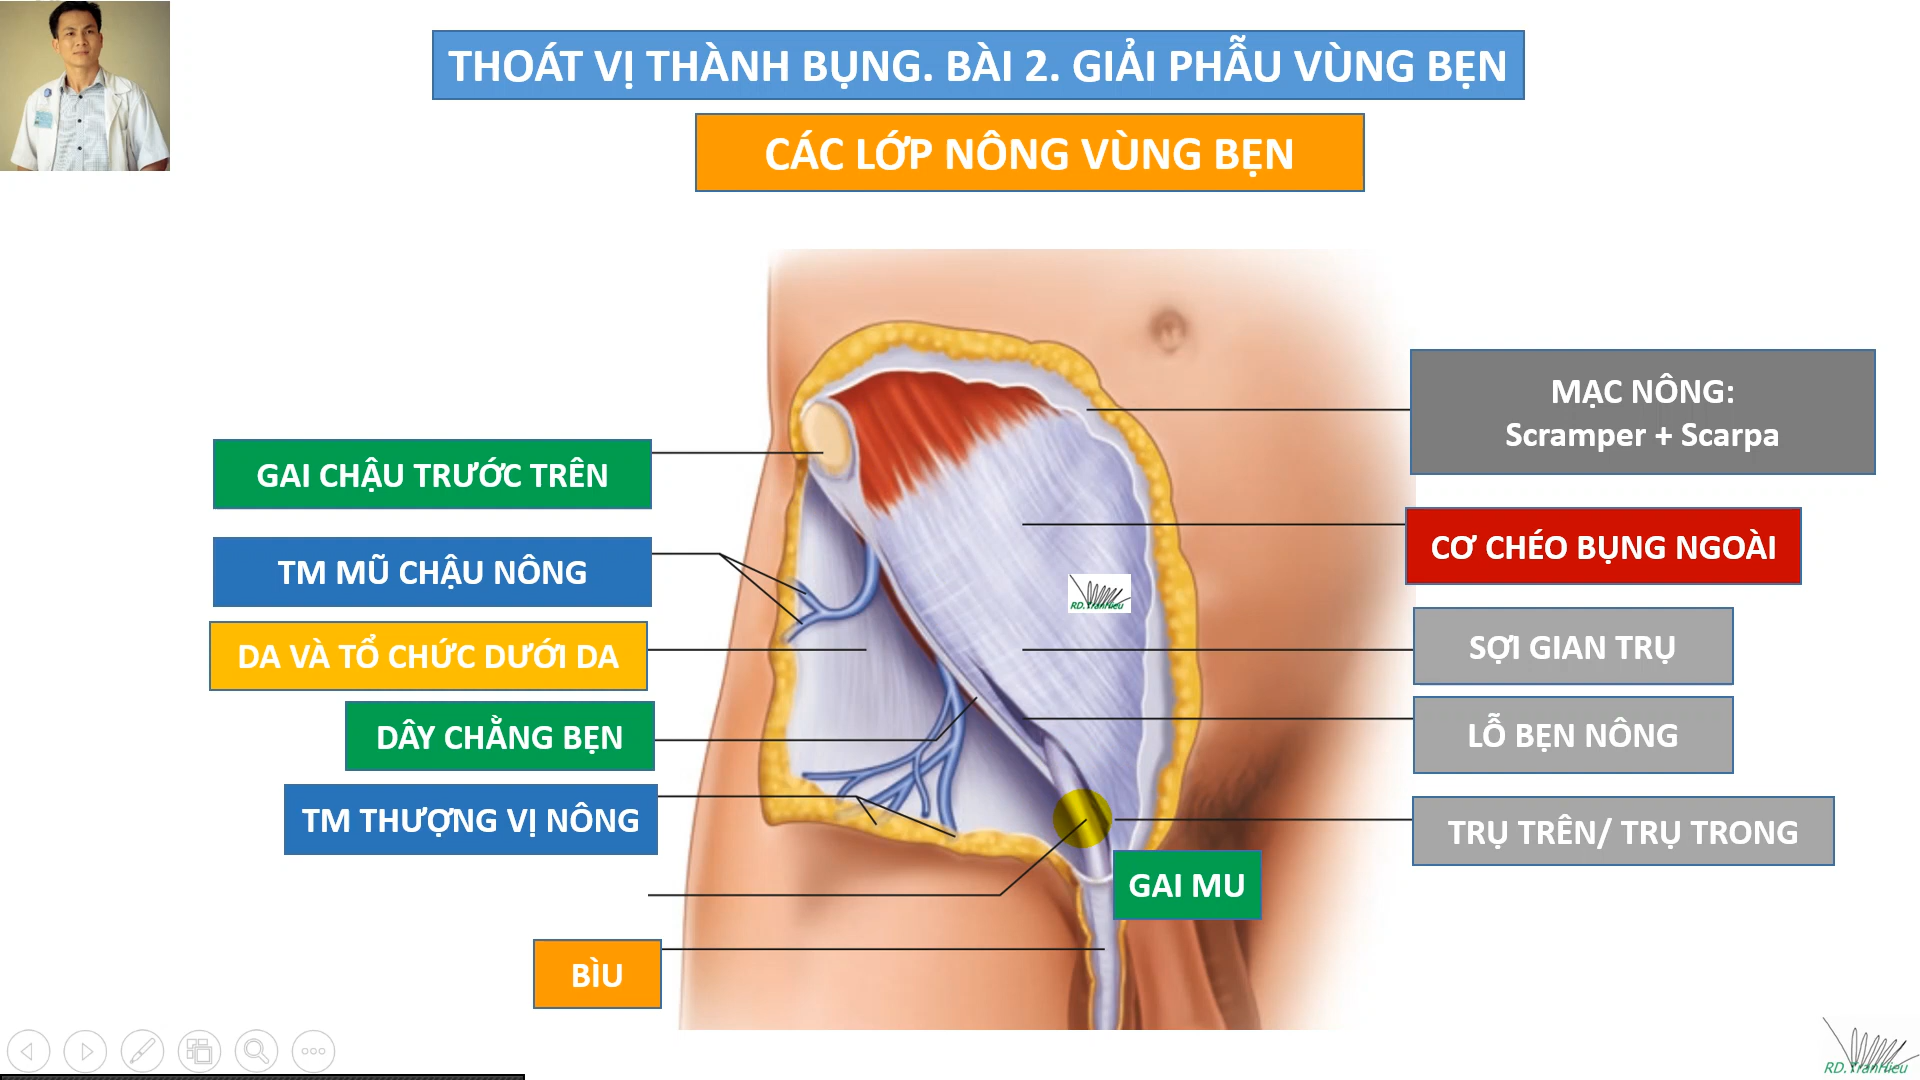 THOÁT VỊ THÀNH BỤNG. BÀI 2. GIẢI PHẪU VÙNG BẸN
CÁC LỚP NÔNG VÙNG BẸN
MẠC NÔNG:
Scramper + Scarpa
GAI CHẬU TRƯỚC TRÊN
CƠ CHÉO BỤNG NGOÀI
TM MŨ CHẬU NÔNG
RD.TranHieu
DA VÀ TỔ CHỨC DƯỚI DA
SỢI GIAN TRỤ
DÂY CHẰNG BẸN
LỖ BẸN NÔNG
TM THƯỢNG VỊ NÔNG
TRỤ TRÊN/ TRỤ TRONG
GAI MU
BÌU
RD.TranHieu